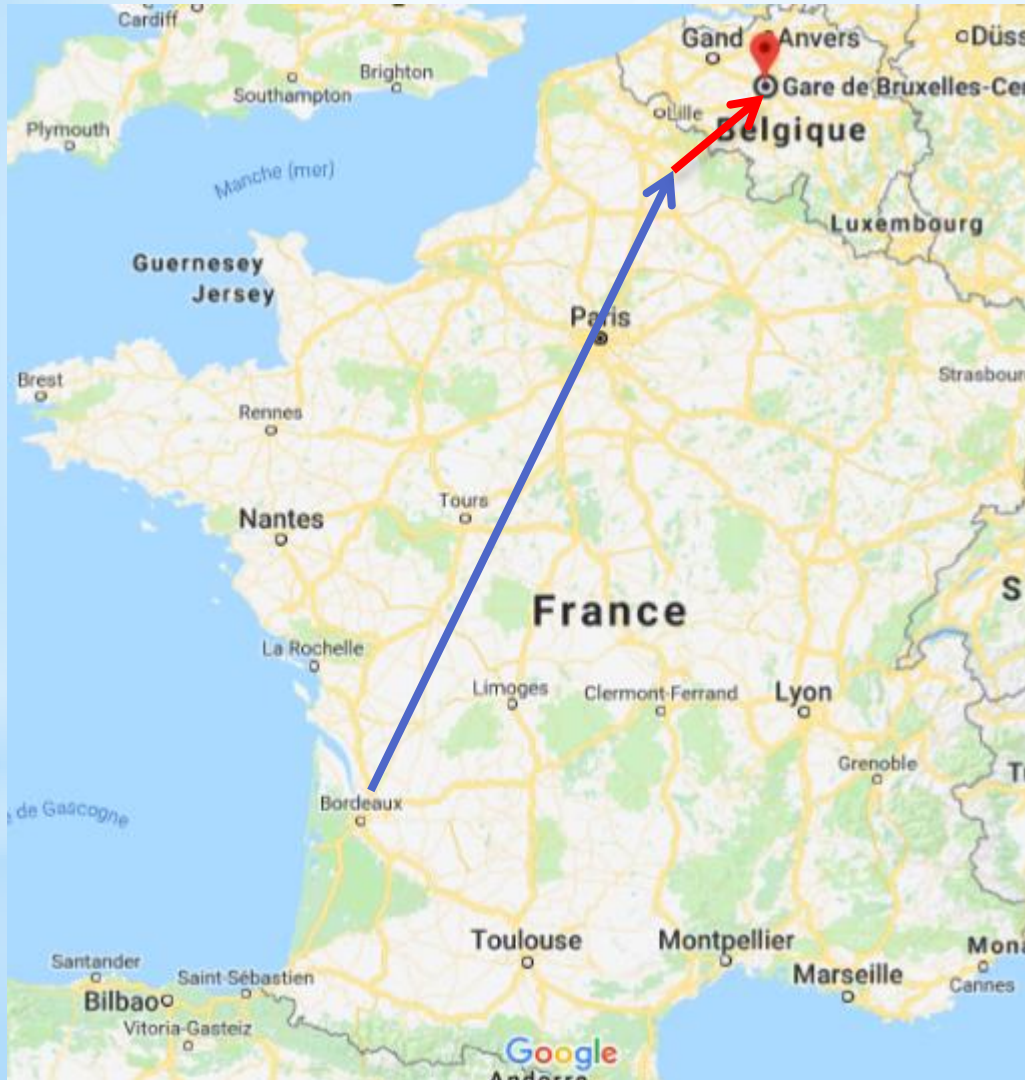 Cardiff
Gand
Anvers
Düss
Brighton
Southampton
Gare de Bruxelles-Cen
Lille
Plymouth
Belgique
Manche (mer)
Luxembourg
Guernesey
Jersey
Paris
Brest
Strasbour
Rennes
Tours
Nantes
S
France
La Rochelle
Limoges
Clermont-Ferrand
Lyon
Grenoble
T
Bordeaux
de Gascogne
Toulouse
Montpellier
Mona
Santander
Saint-Sébastien
Marseille
Cannes
Bilbao
Vitoria-Gasteiz
Google
Andorre